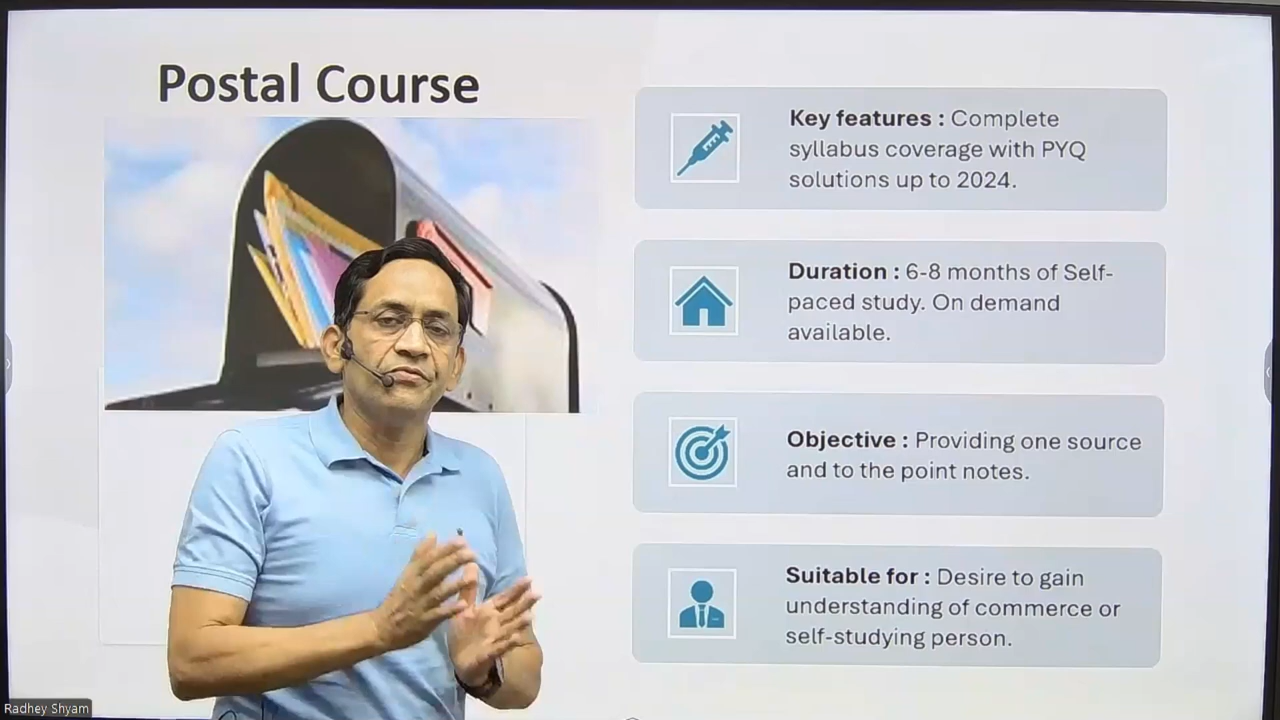 Postal Course
Key features : Complete
syllabus coverage with PYQ
solutions up to 2024.
Duration : 6-8 months of Self-
paced study. On demand
available.
Objective : Providing one source
and to the point notes.
Suitable for : Desire to gain
understanding of commerce or
self-studying person.
Radhey Shyam